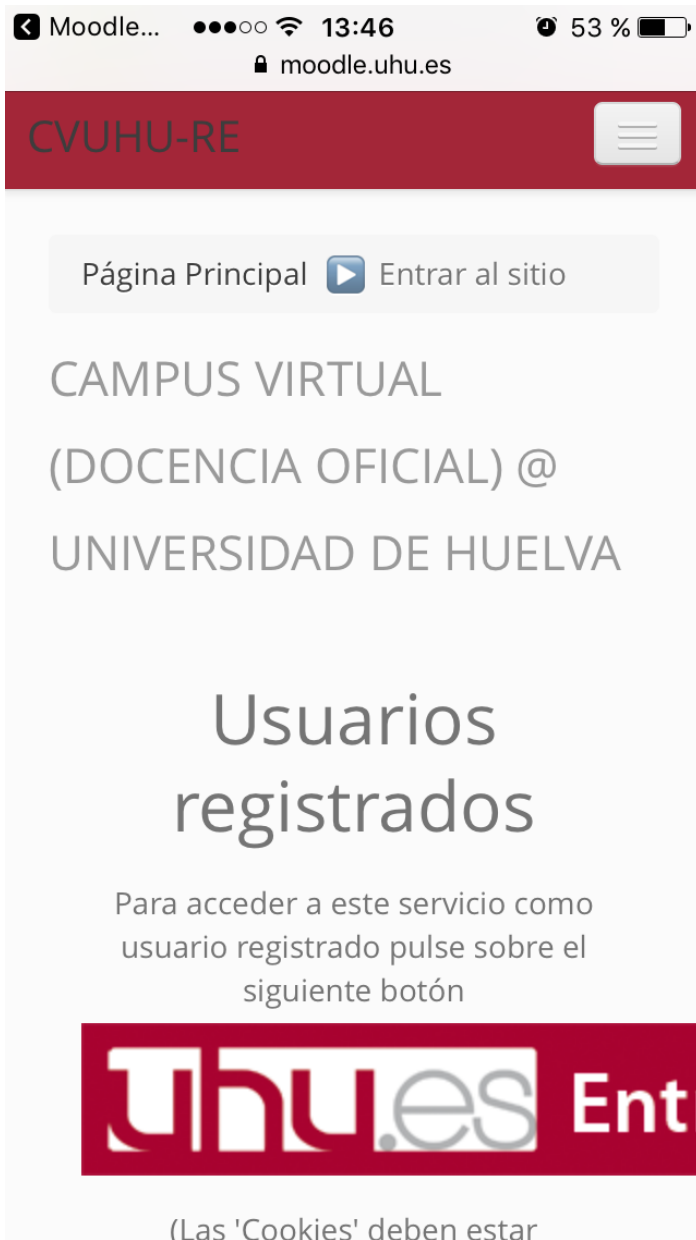 Moodle... 13:46 53 %
moodle.uhu.es
CVUHU-RE
Página Principal Entrar al sitio
CAMPUS VIRTUAL
(DOCENCIA OFICIAL) @
UNIVERSIDAD DE HUELVA
Usuarios
registrados
Para acceder a este servicio como
usuario registrado pulse sobre el
siguiente botón
uhu.es Ent
(Las 'Cookies' deben estar